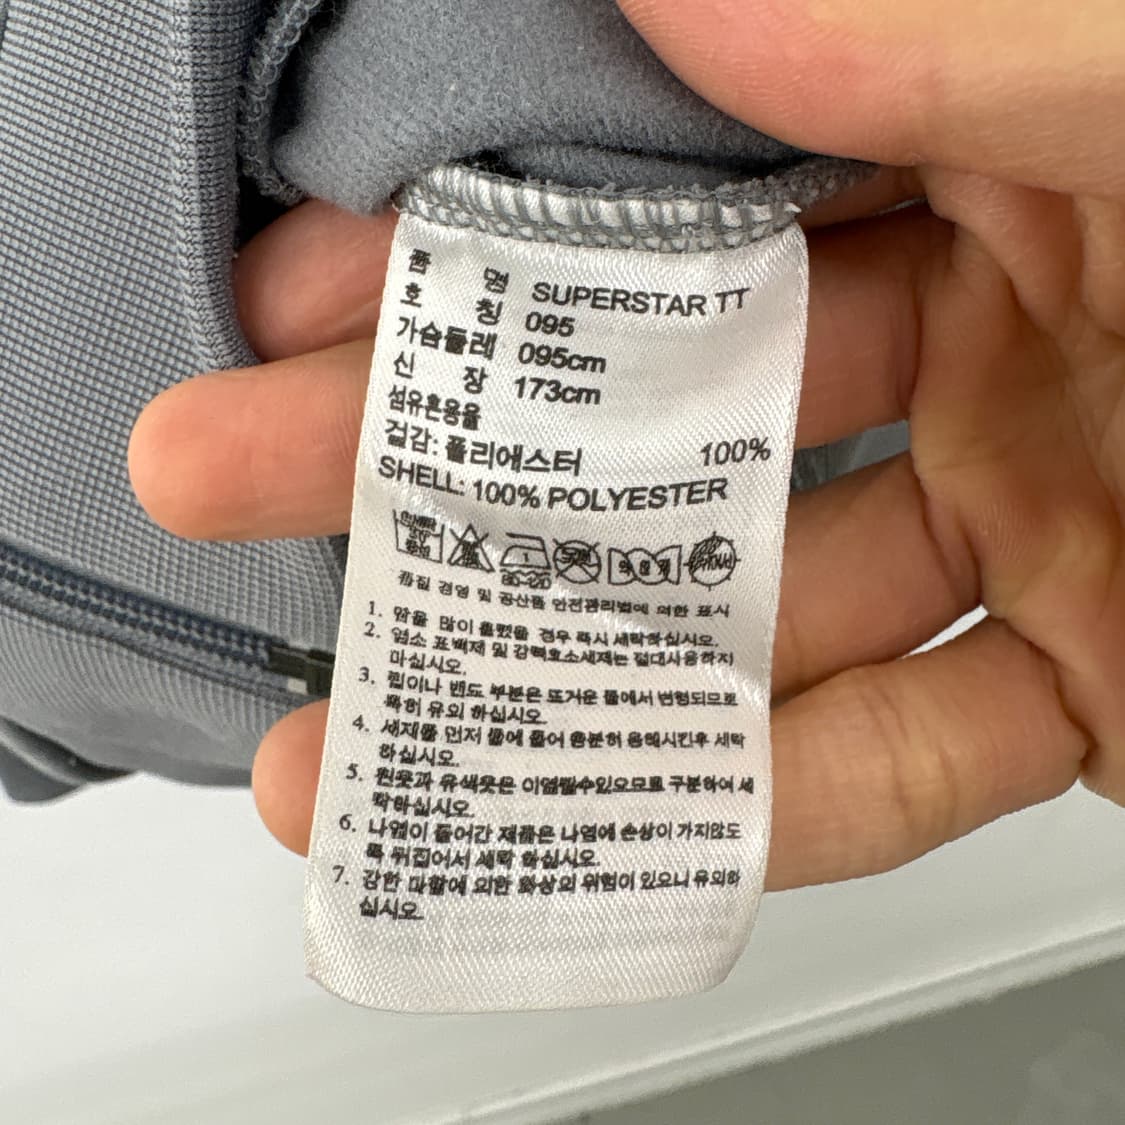 품 명 SUPERSTAR TT
호 칭 095
가슴둘레 095cm
신 장 173cm
섬유혼용율
겉감: 폴리에스터 100%
SHELL: 100% POLYESTER
품질 경영 및 공산품 안전관리법에 의한 표시
1. 땀을 많이 흘렸을 경우 즉시 세탁하십시오.
2. 염소 표백제 및 강력효소세제는 절대사용하지
마십시오.
3. 립이나 밴드 부분은 뜨거운 물에서 변형되므로
특히 유의 하십시오.
4. 세제를 먼저 물에 풀어 충분히 용해시킨후 세탁
하십시오.
5. 흰옷과 유색옷은 이염될수있으므로 구분하여 세
탁하십시오.
6. 나염이 들어간 제품은 나염에 손상이 가지않도
록 뒤집어서 세탁 하십시오.
7. 강한 마찰에 의한 화상의 위험이 있으니 유의하
십시오.